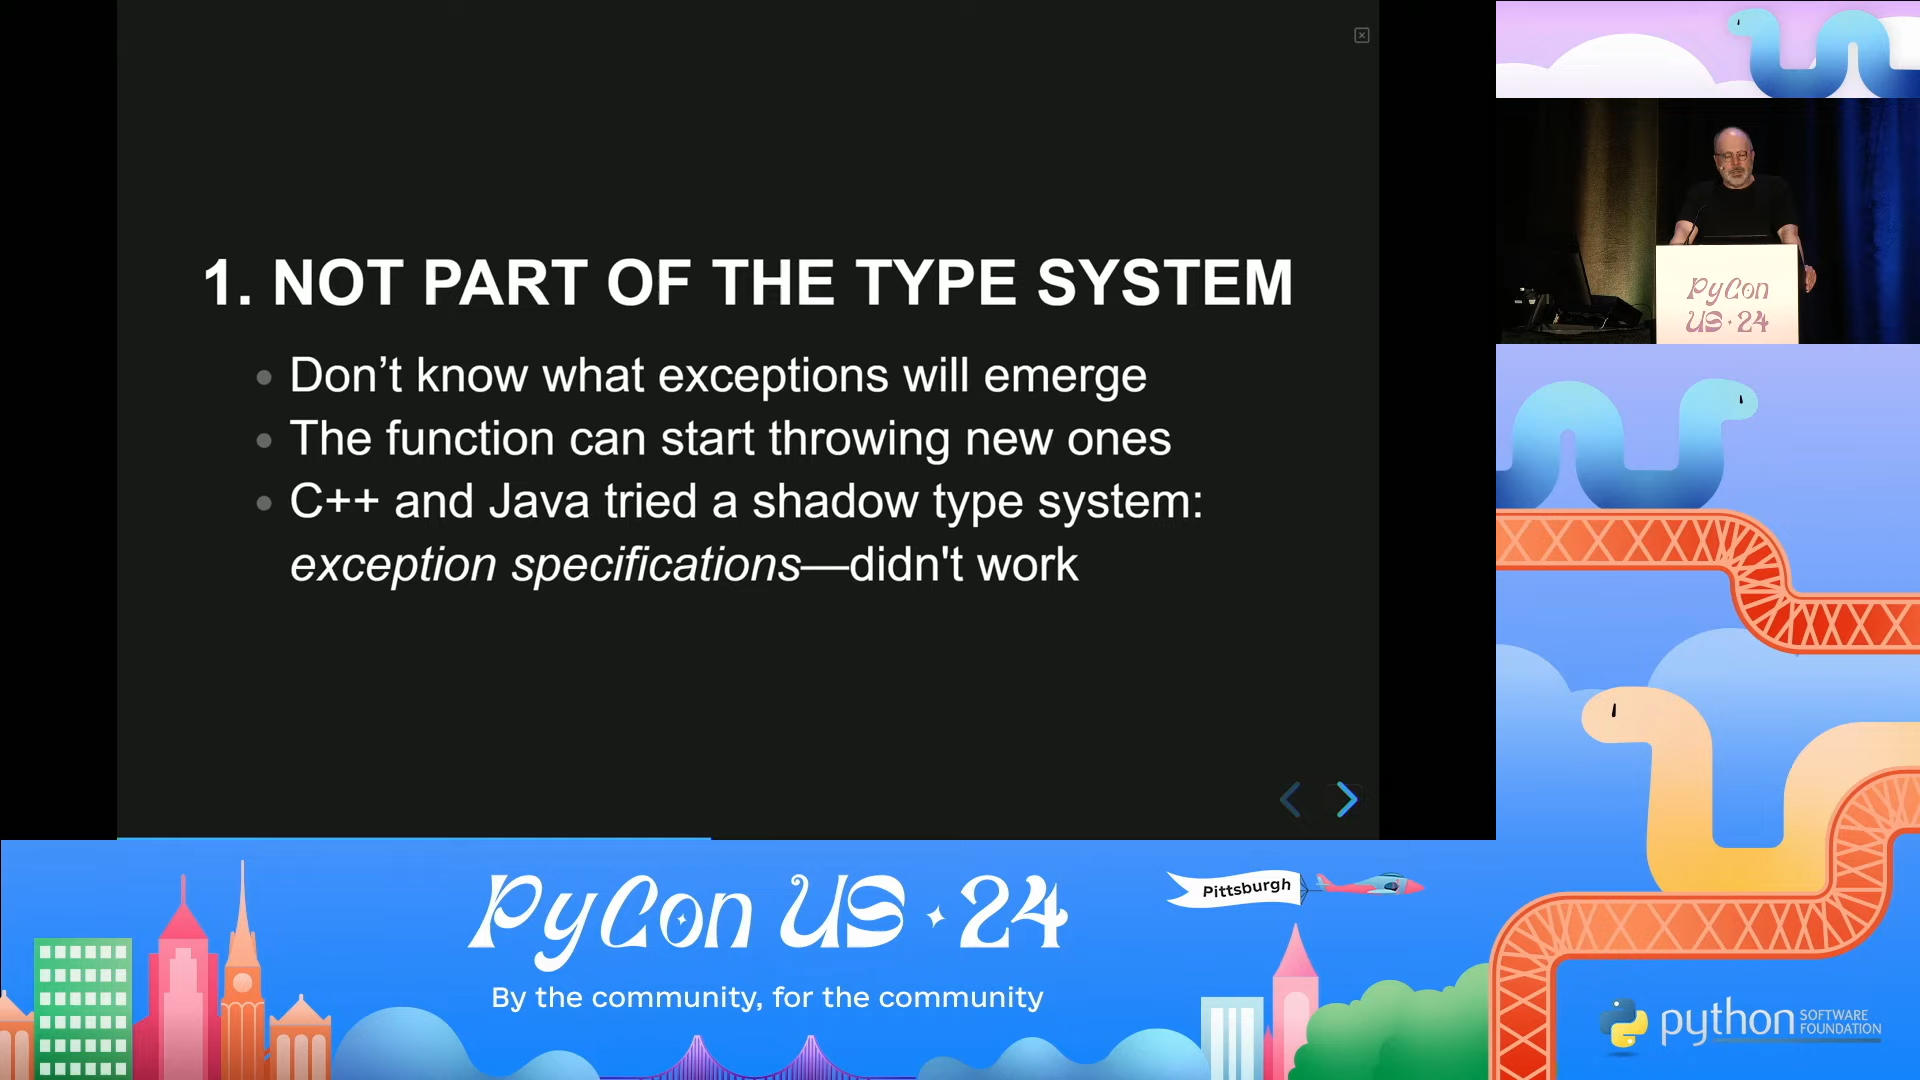 1. NOT PART OF THE TYPE SYSTEM
Don’t know what exceptions will emerge
The function can start throwing new ones
C++ and Java tried a shadow type system:
exception specifications—didn't work
PyCon
US 24
PyCon US 24
By the community, for the community
Pittsburgh
python
SOFTWARE
FOUNDATION